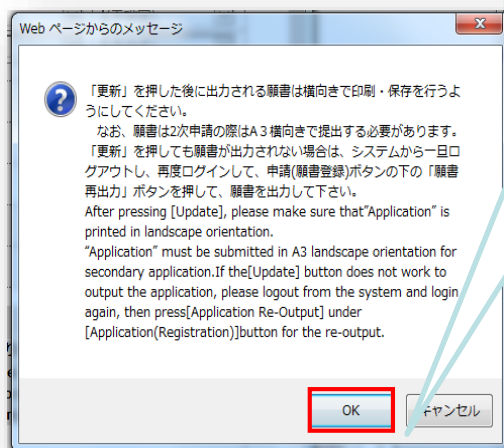 Web ページからのメッセージ
「更新」を押した後に出力される願書は横向きで印刷・保存を行うよ
うにしてください。
なお、願書は2次申請の際はA３横向きで提出する必要があります。
「更新」を押しても願書が出力されない場合は、システムから一旦ロ
グアウトし、再度ログインして、申請(願書登録)ボタンの下の「願書
再出力」ボタンを押して、願書を出力して下さい。
After pressing [Update], please make sure that"Application" is
printed in landscape orientation.
"Application" must be submitted in A3 landscape orientation for
secondary application.If the[Update] button does not work to
output the application, please logout from the system and login
again, then press[Application Re-Output] under
[Application(Registration)]button for the re-output.
OK
キャンセル